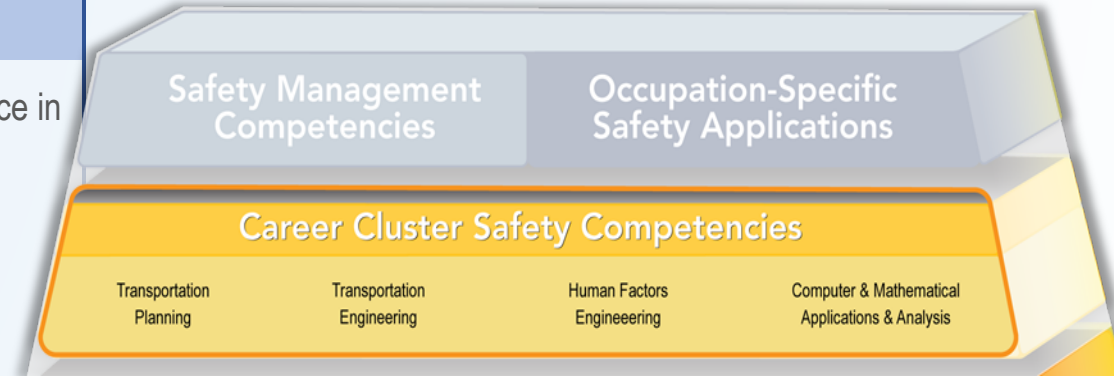 ce in
Safety Management
Competencies
Occupation-Specific
Safety Applications
Career Cluster Safety Competencies
Transportation
Planning
Transportation
Engineering
Human Factors
Engineeering
Computer & Mathematical
Applications & Analysis